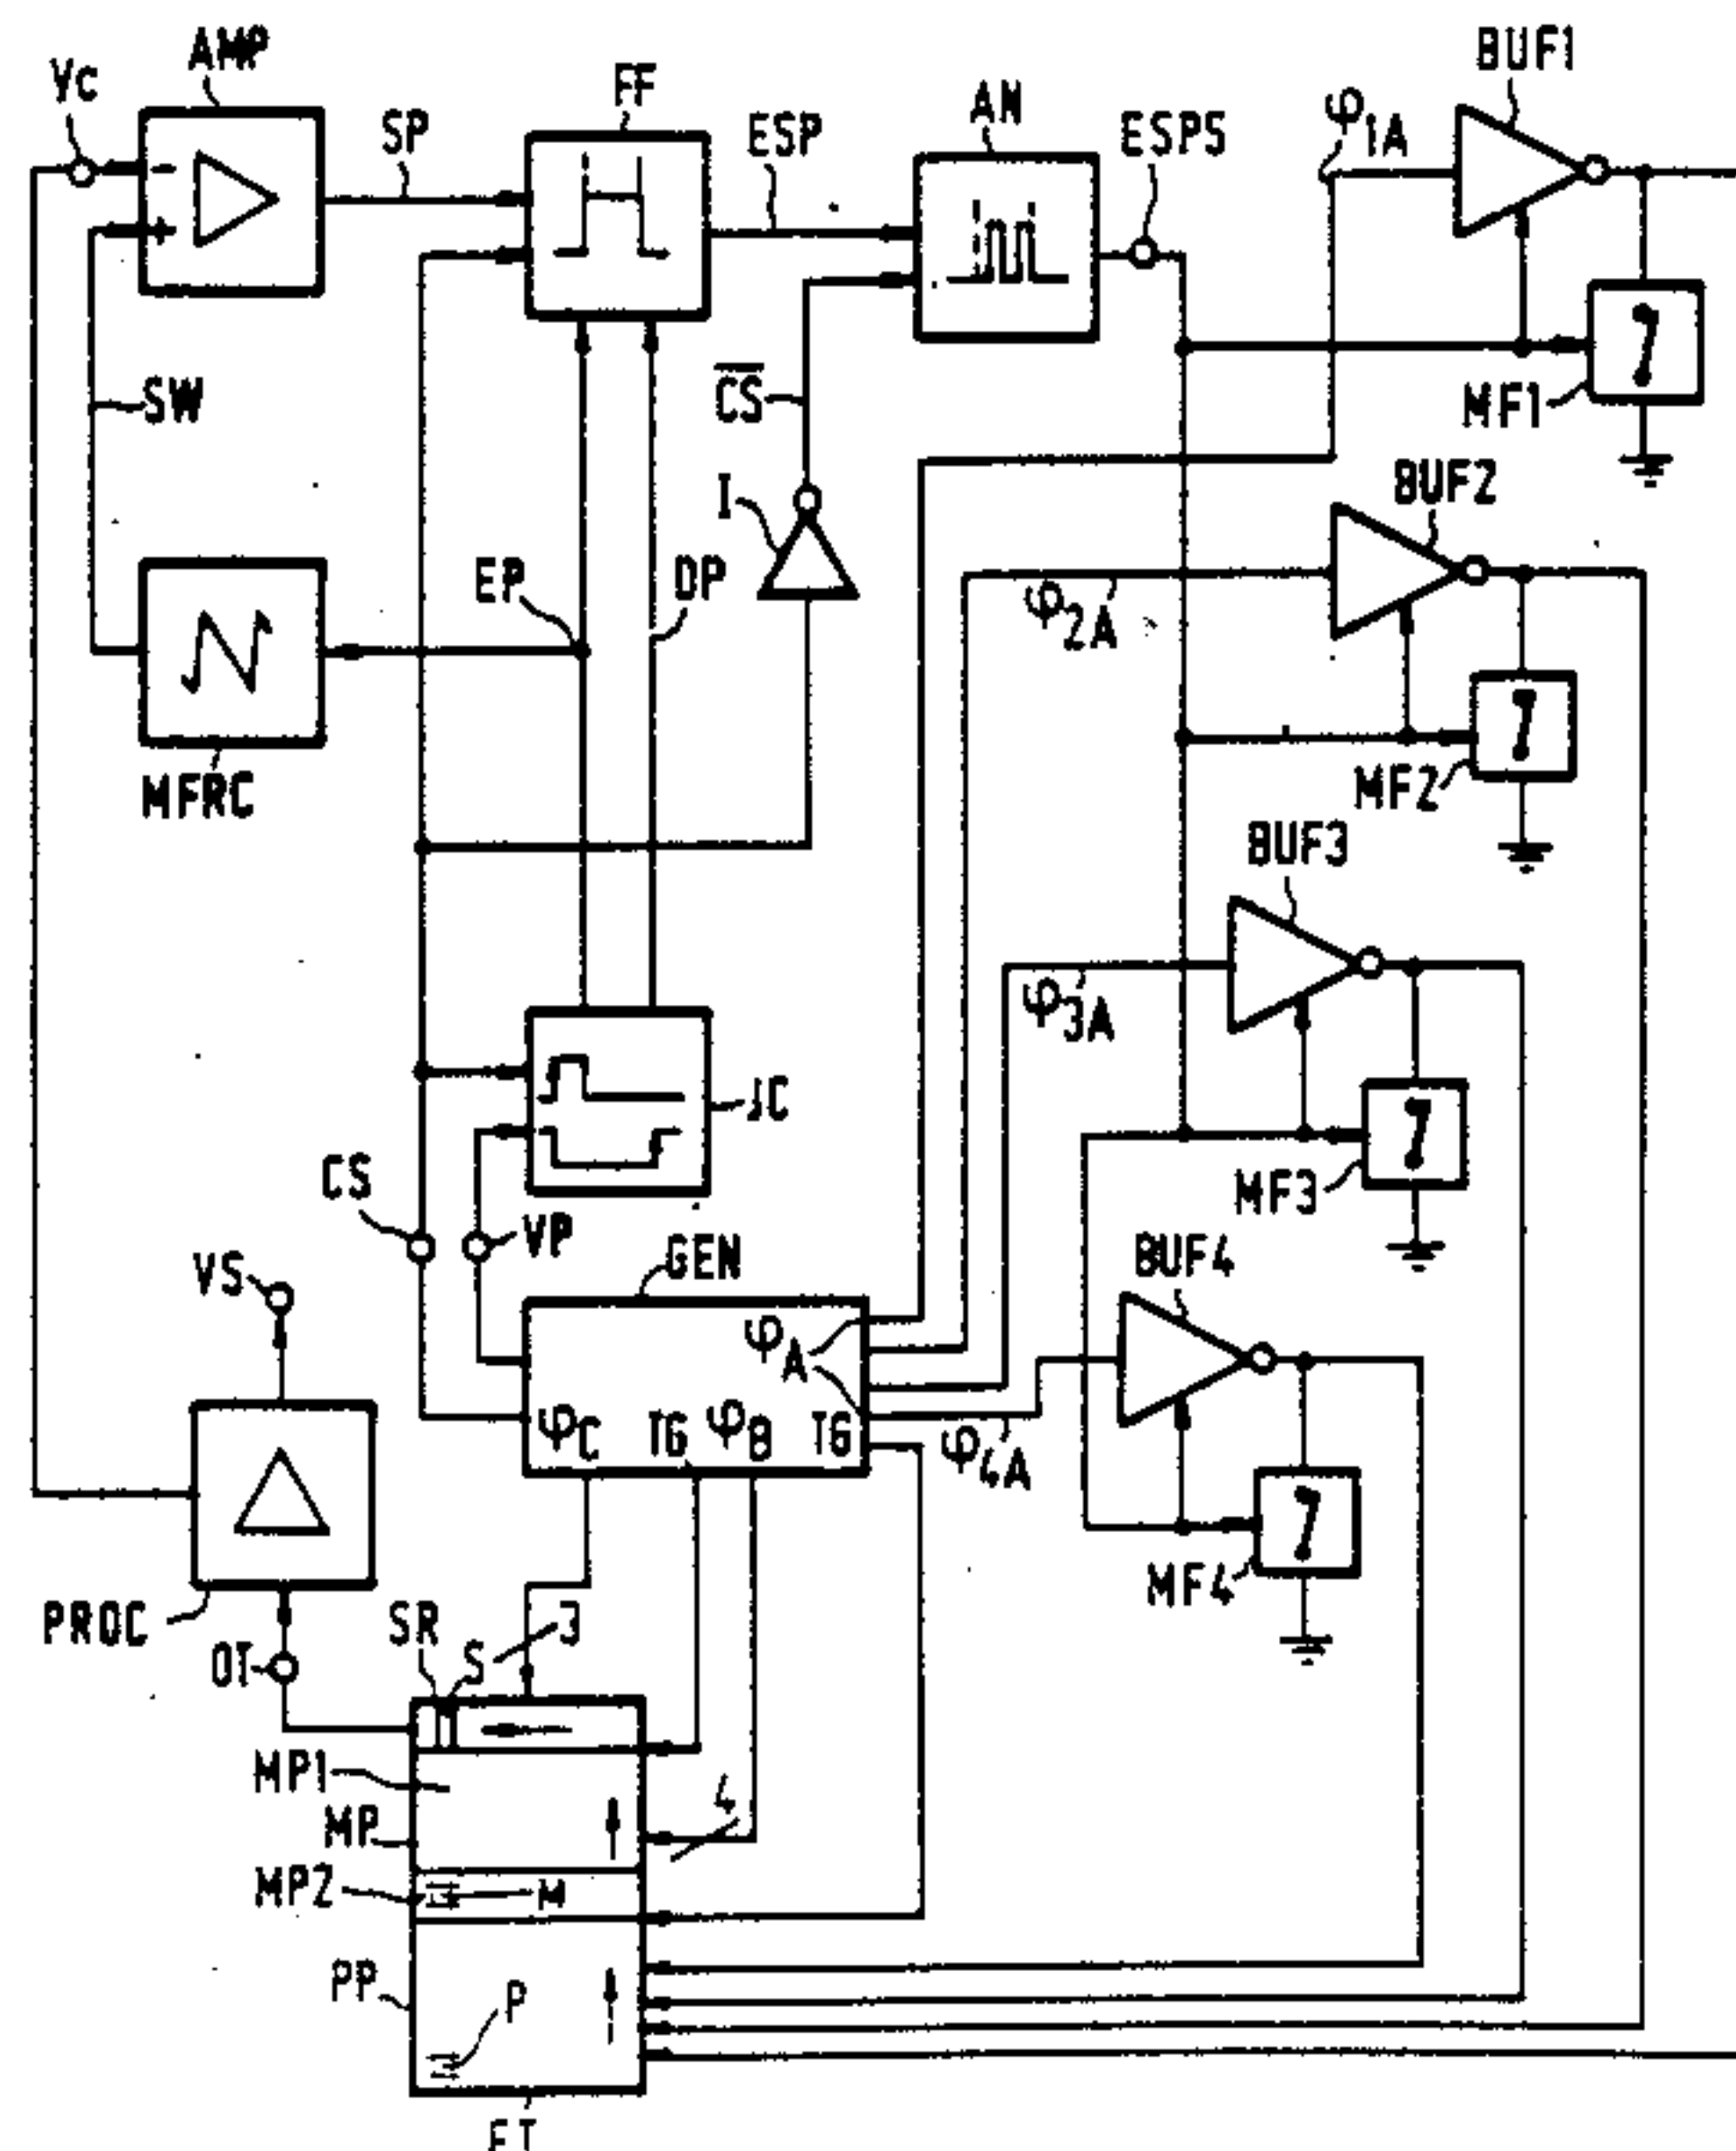 AMP
BUF1
Vc
FF
AN
φ1A
SP
ESP
ESPS
-
+
SW
CS
MF1
BUF2
I
EP
DP
φ2A
MFRC
MF2
BUF3
φ3A
JC
CS
VP
MF3
VS
GEN
BUF4
φA
φC
TG
φB
TG
φ4A
MF4
PROC
SR
S
3
OT
MP1
MP
4
MP2
M
PP
P